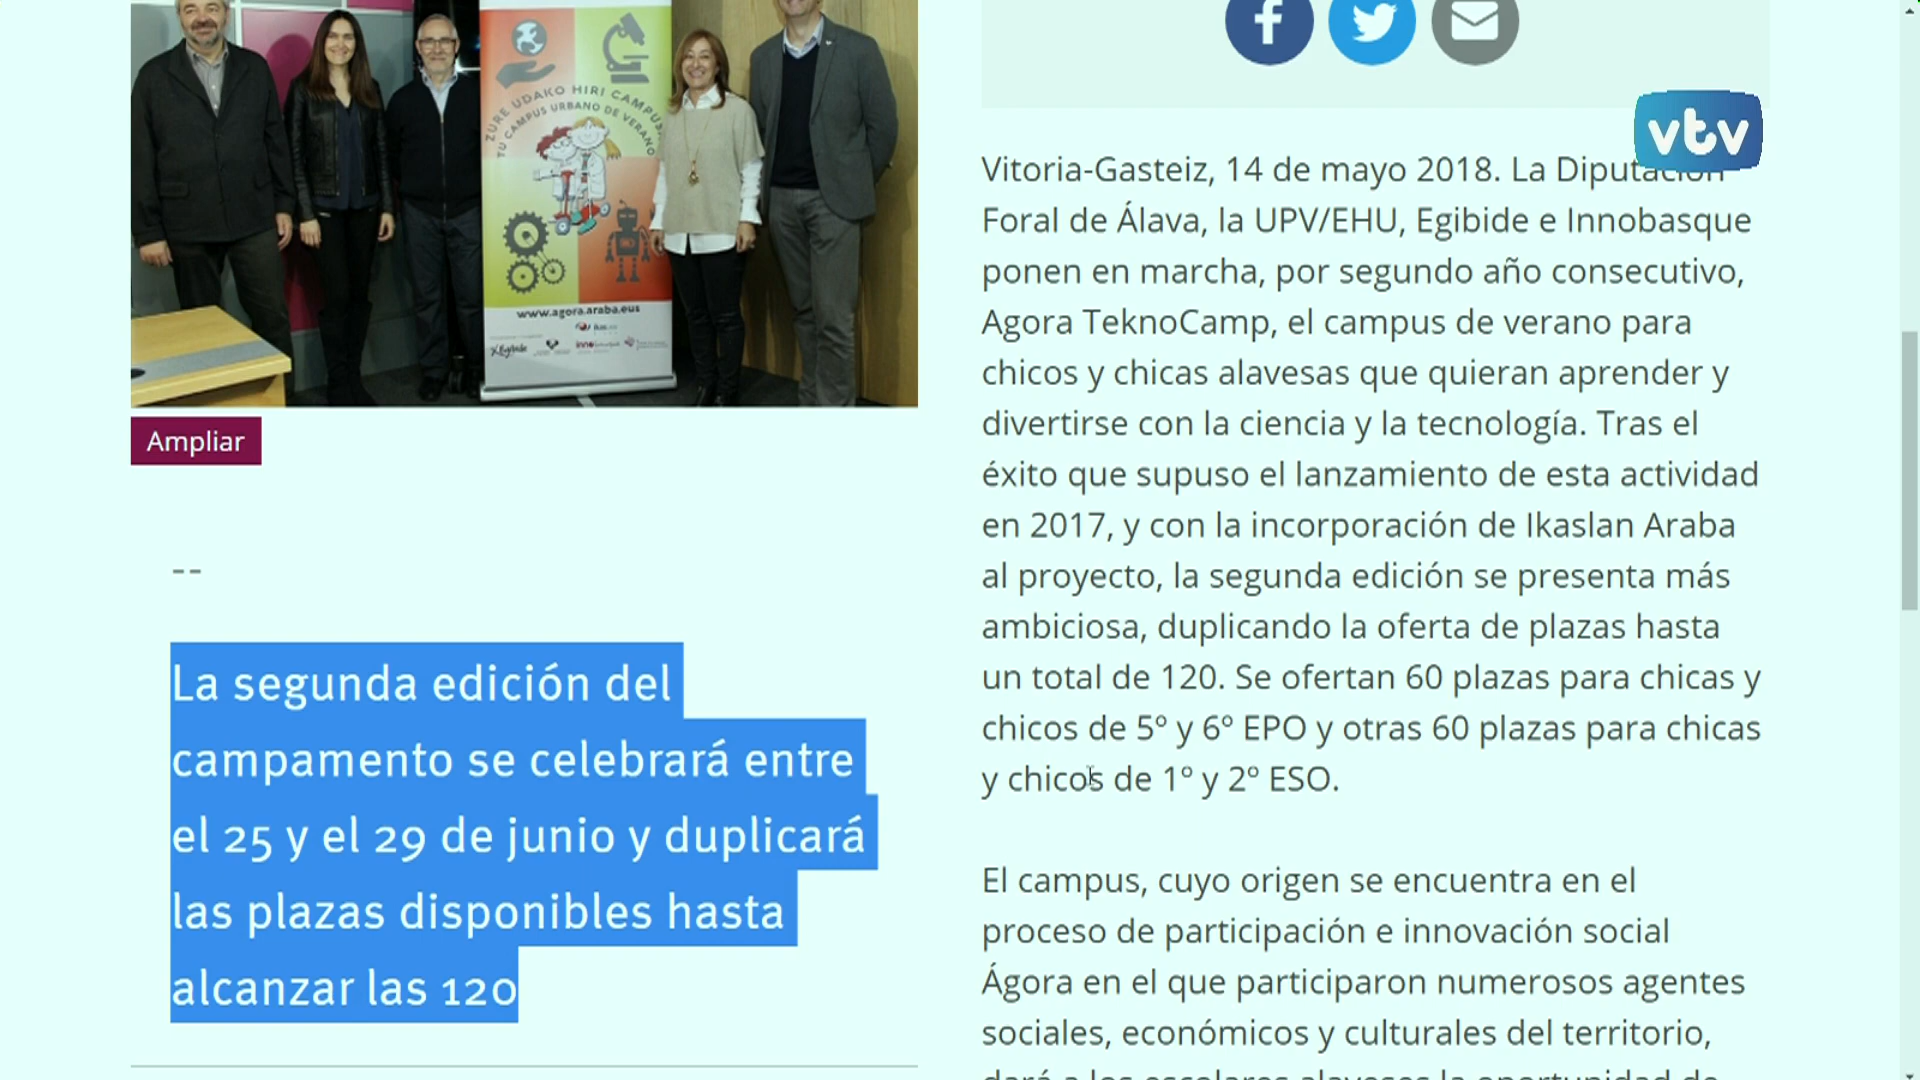 ZURE UDAKO HIRI CAMPUSA
TU CAMPUS URBANO DE VERANO
www.agora.araba.eus
Egibide
Ampliar
--
La segunda edición del
campamento se celebrará entre
el 25 y el 29 de junio y duplicará
las plazas disponibles hasta
alcanzar las 120
vtv
Vitoria-Gasteiz, 14 de mayo 2018. La Diputación
Foral de Álava, la UPV/EHU, Egibide e Innobasque
ponen en marcha, por segundo año consecutivo,
Agora TeknoCamp, el campus de verano para
chicos y chicas alavesas que quieran aprender y
divertirse con la ciencia y la tecnología. Tras el
éxito que supuso el lanzamiento de esta actividad
en 2017, y con la incorporación de Ikaslan Araba
al proyecto, la segunda edición se presenta más
ambiciosa, duplicando la oferta de plazas hasta
un total de 120. Se ofertan 60 plazas para chicas y
chicos de 5º y 6º EPO y otras 60 plazas para chicas
y chicos de 1º y 2º ESO.
El campus, cuyo origen se encuentra en el
proceso de participación e innovación social
Ágora en el que participaron numerosos agentes
sociales, económicos y culturales del territorio,
dará a los escolares alaveses la oportunidad de